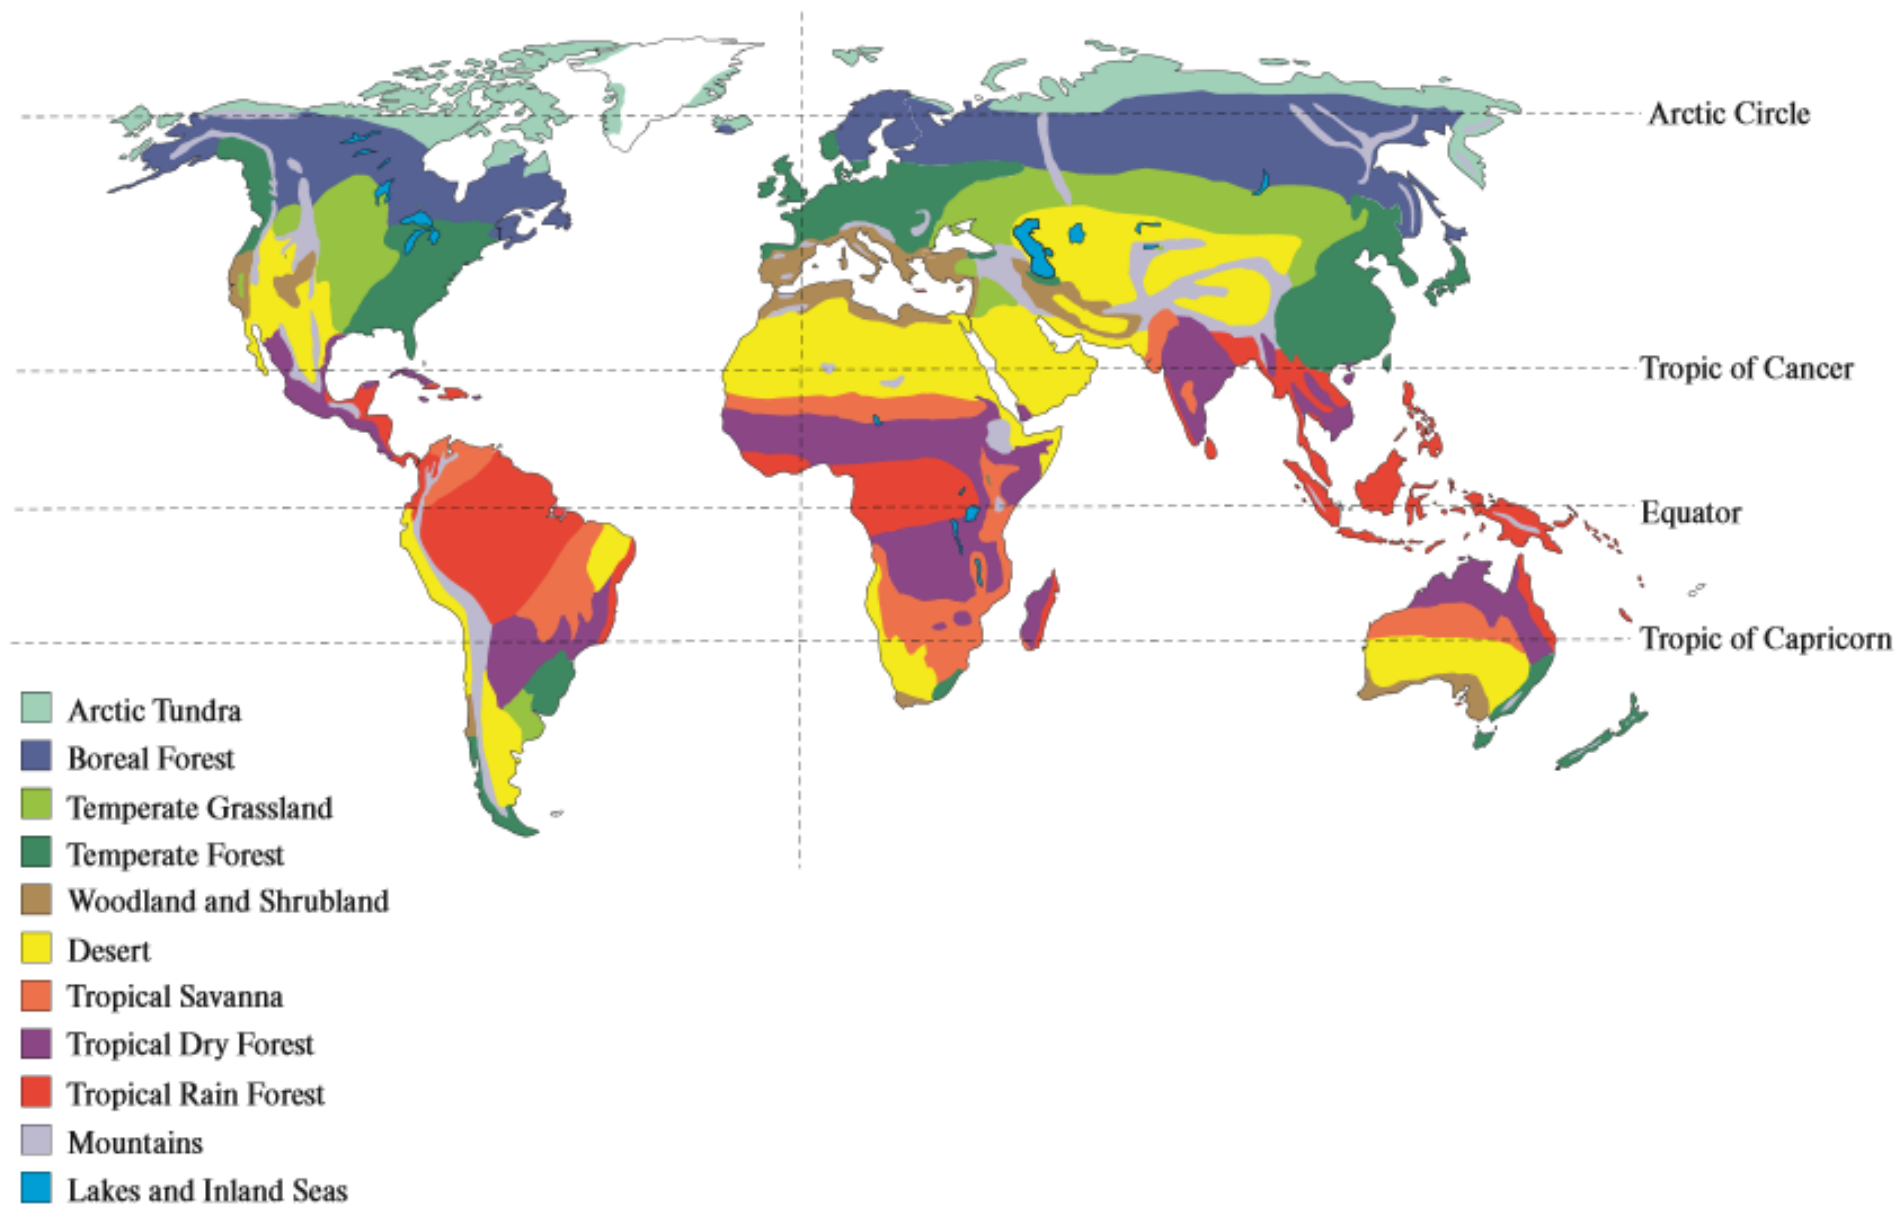 Arctic Circle
Tropic of Cancer
Equator
Tropic of Capricorn
Arctic Tundra
Boreal Forest
Temperate Grassland
Temperate Forest
Woodland and Shrubland
Desert
Tropical Savanna
Tropical Dry Forest
Tropical Rain Forest
Mountains
Lakes and Inland Seas